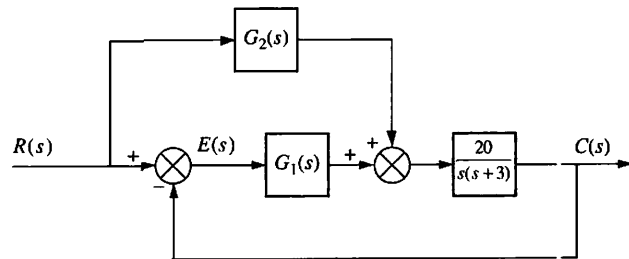 G₂(s)
R(s)
+
−
E(s)
G₁(s)
+
+
20
s(s+3)
C(s)